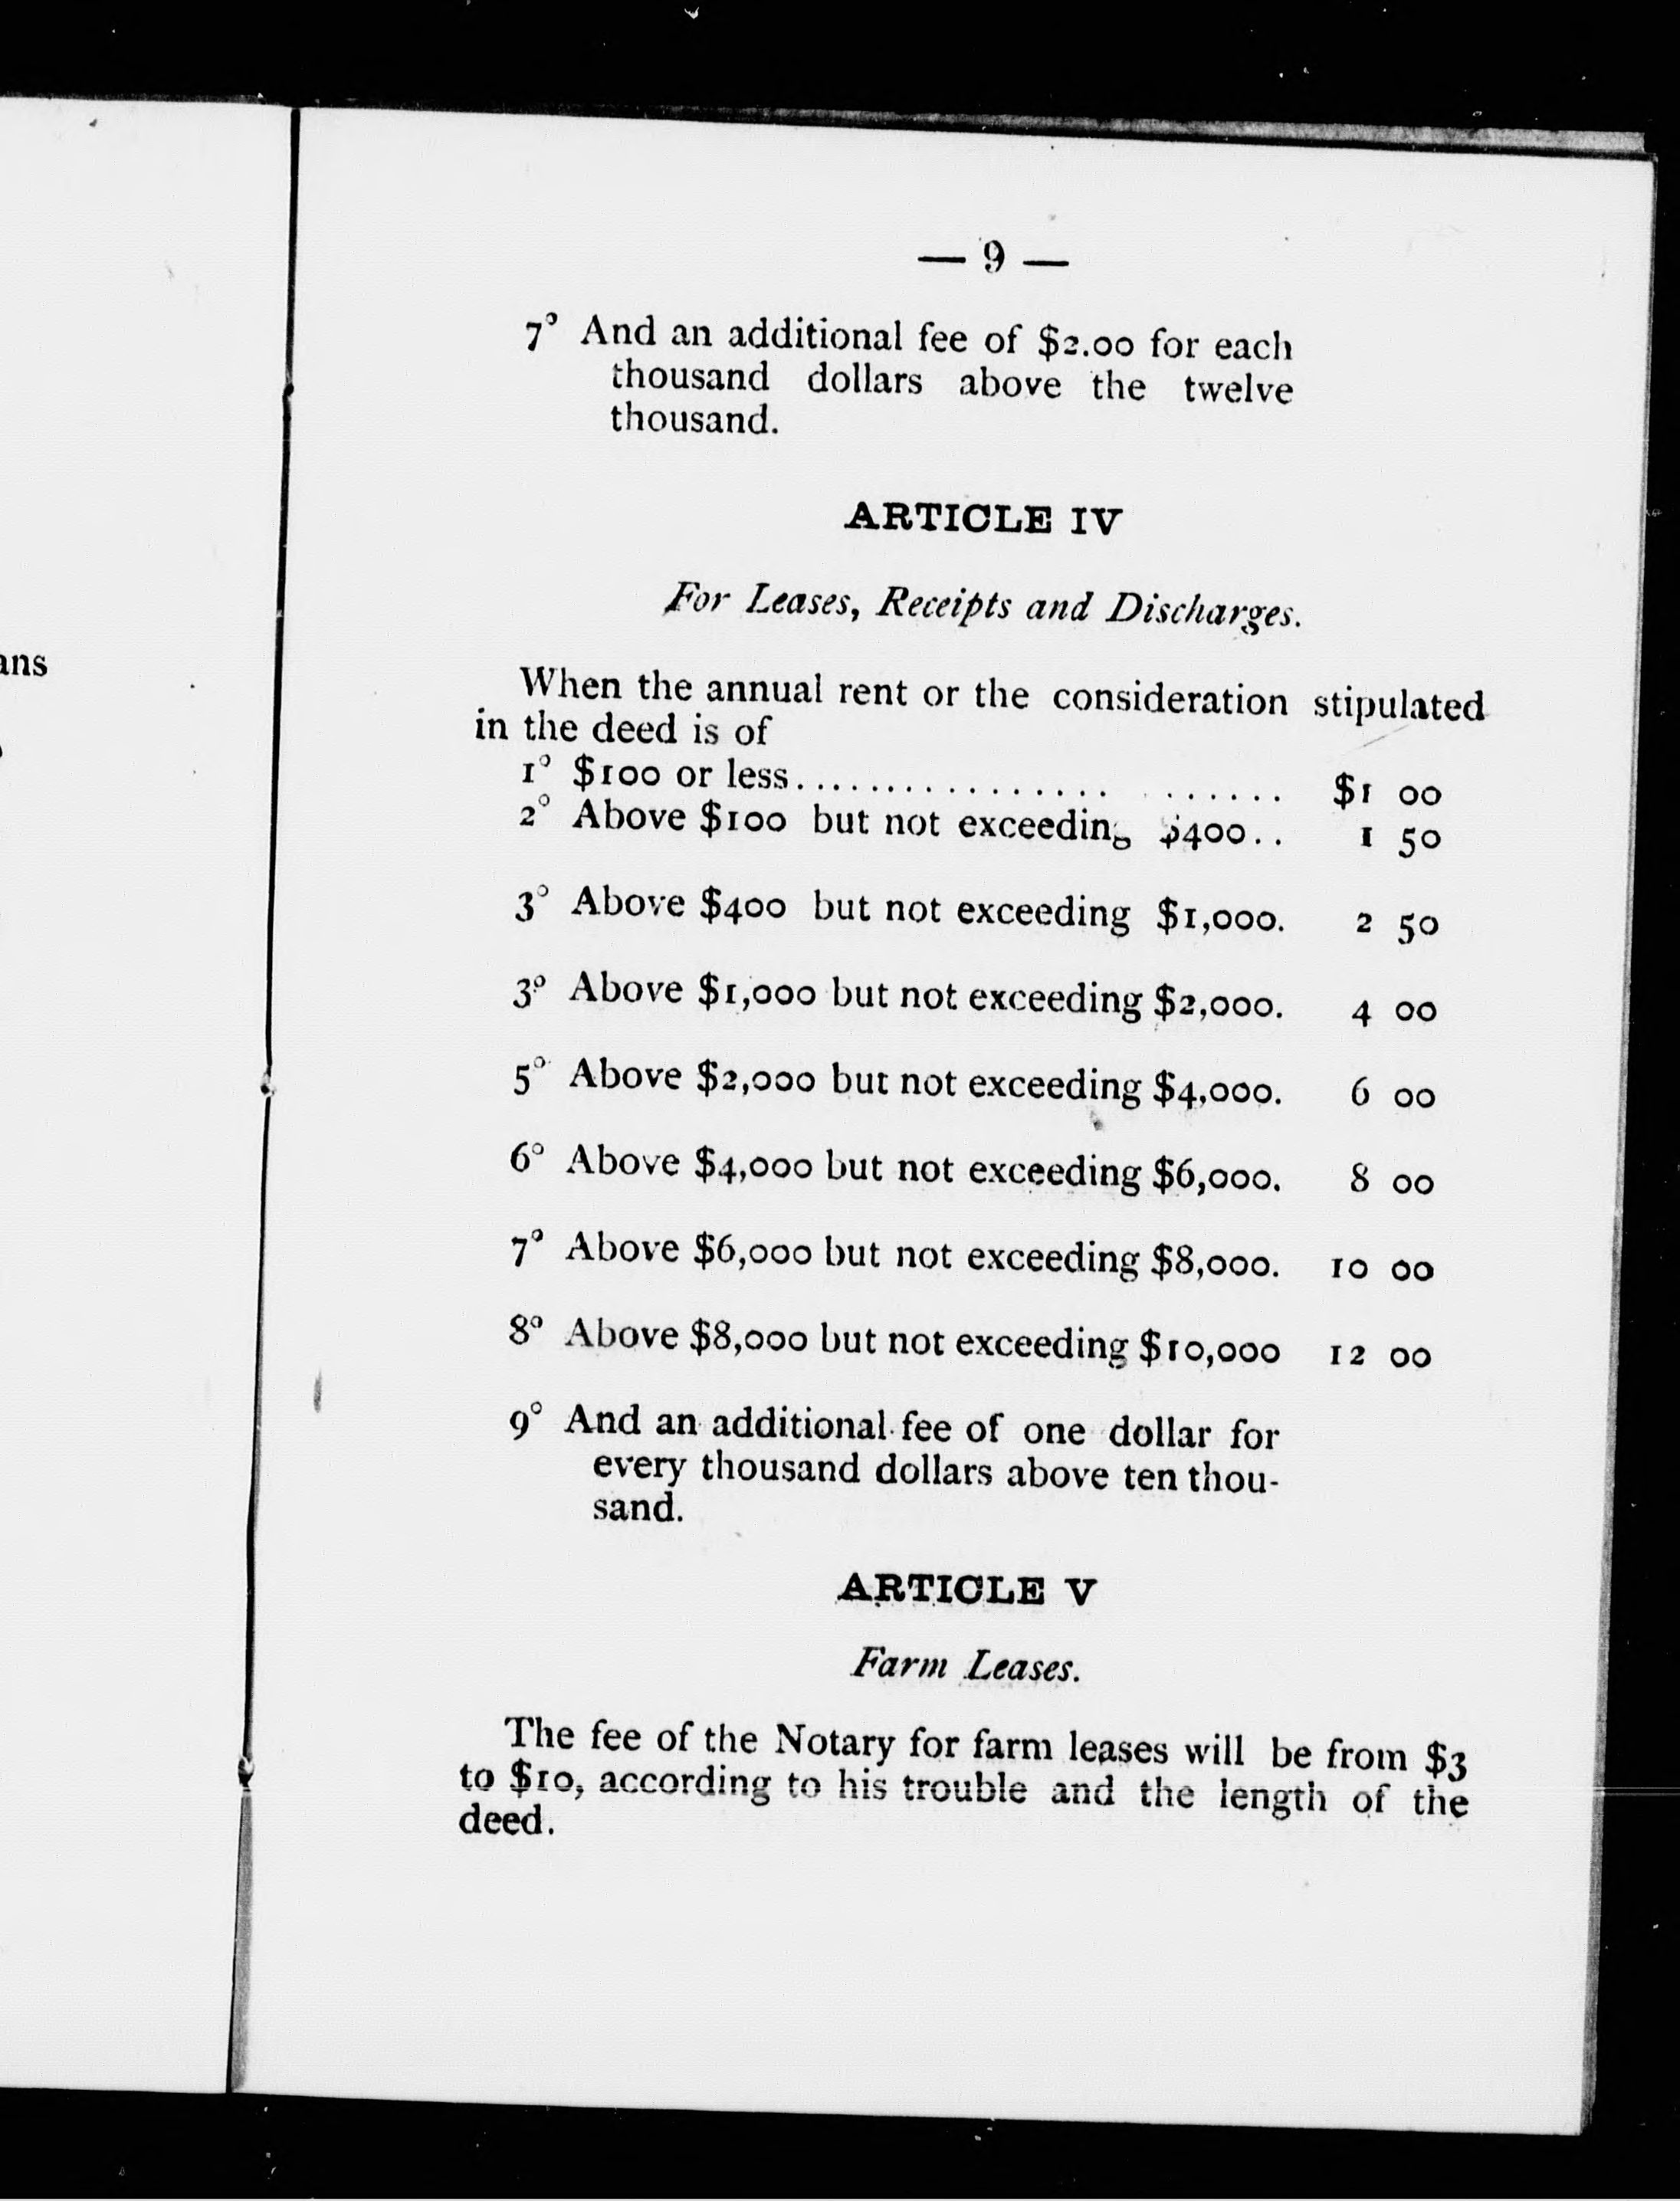 — 9 —
7° And an additional fee of $2.00 for each
thousand dollars above the twelve
thousand.
ARTICLE IV
For Leases, Receipts and Discharges.
When the annual rent or the consideration stipulated
in the deed is of
1° $100 or less....................... $1 00
2° Above $100 but not exceeding $400.. 1 50
3° Above $400 but not exceeding $1,000. 2 50
3° Above $1,000 but not exceeding $2,000. 4 00
5° Above $2,000 but not exceeding $4,000. 6 00
6° Above $4,000 but not exceeding $6,000. 8 00
7° Above $6,000 but not exceeding $8,000. 10 00
8° Above $8,000 but not exceeding $10,000 12 00
9° And an additional fee of one dollar for
every thousand dollars above ten thou-
sand.
ARTICLE V
Farm Leases.
The fee of the Notary for farm leases will be from $3
to $10, according to his trouble and the length of the
deed.